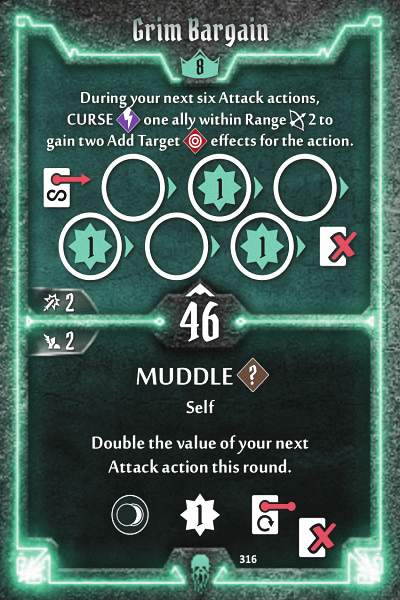 Grim Bargain
8
During your next six Attack actions,
CURSE one ally within Range 2 to
gain two Add Target effects for the action.
S
1
1 1
2
46
2
MUDDLE ?
Self
Double the value of your next
Attack action this round.
1
316